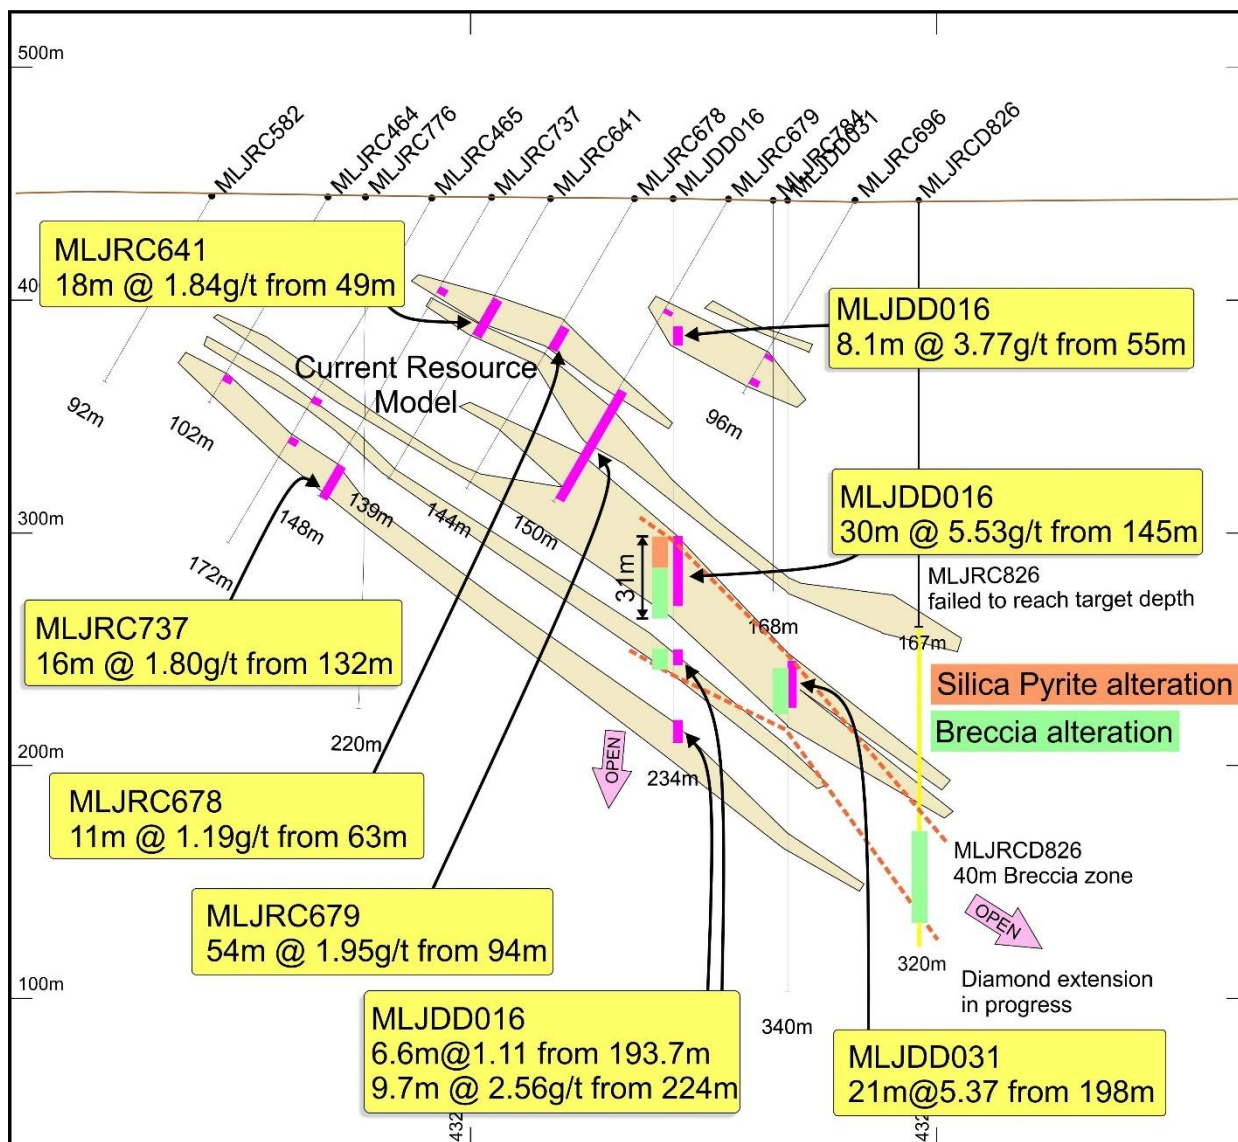 500m
MLJRC582
MLJRC464
MLJRC776
MLJRC465
MLJRC737
MLJRC641
MLJRC678
MLJDD016
MLJRC679
MLJRC784
MLJDD031
MLJRC696
MLJRCD826
MLJRC641
18m @ 1.84g/t from 49m
400m
MLJDD016
8.1m @ 3.77g/t from 55m
Current Resource
Model
92m
102m
96m
MLJDD016
30m @ 5.53g/t from 145m
300m
172m
148m
139m
144m
150m
31m
MLJRC826
failed to reach target depth
168m
167m
MLJRC737
16m @ 1.80g/t from 132m
Silica Pyrite alteration
Breccia alteration
220m
OPEN
200m
234m
MLJRC678
11m @ 1.19g/t from 63m
MLJRCD826
40m Breccia zone
MLJRC679
54m @ 1.95g/t from 94m
OPEN
320m
Diamond extension
in progress
100m
MLJDD016
6.6m@1.11 from 193.7m
9.7m @ 2.56g/t from 224m
340m
MLJDD031
21m@5.37 from 198m